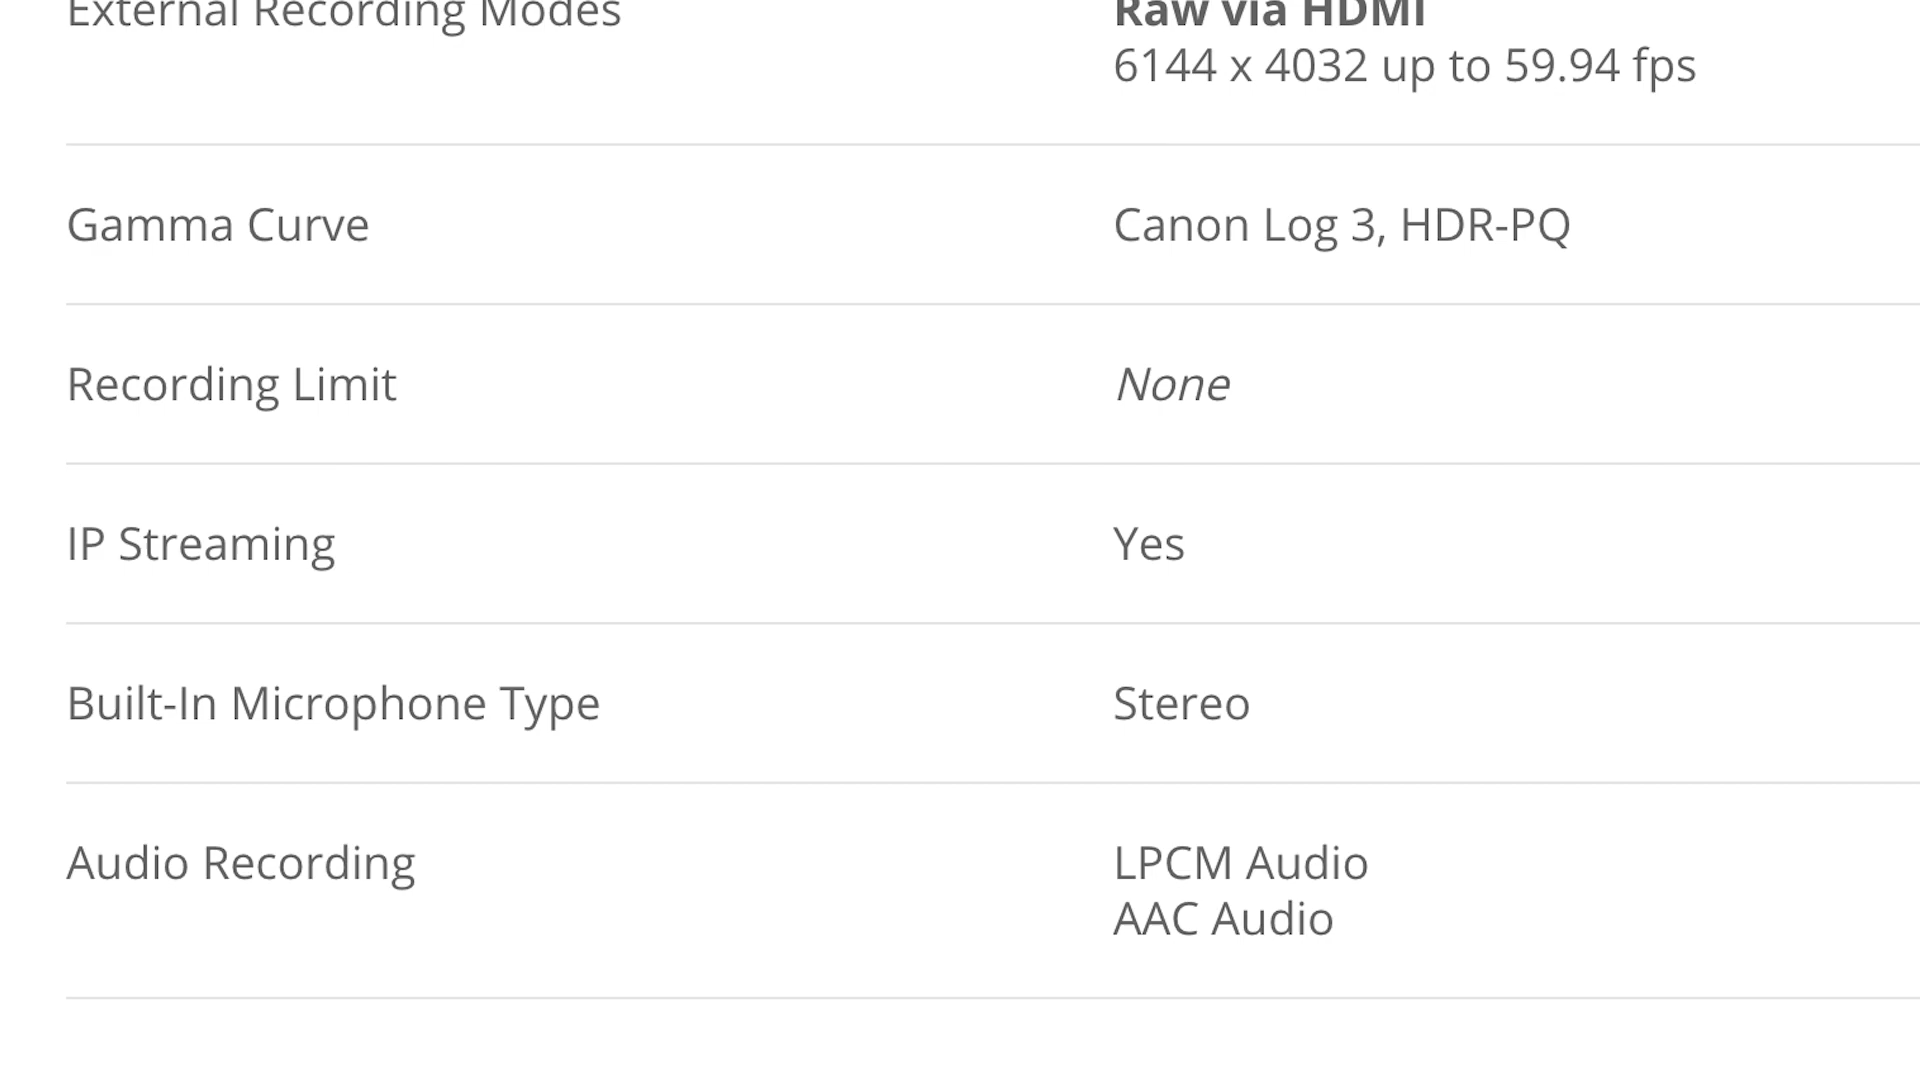 External Recording Modes
Raw via HDMI
6144 x 4032 up to 59.94 fps
Gamma Curve
Canon Log 3, HDR-PQ
Recording Limit
None
IP Streaming
Yes
Built-In Microphone Type
Stereo
Audio Recording
LPCM Audio
AAC Audio